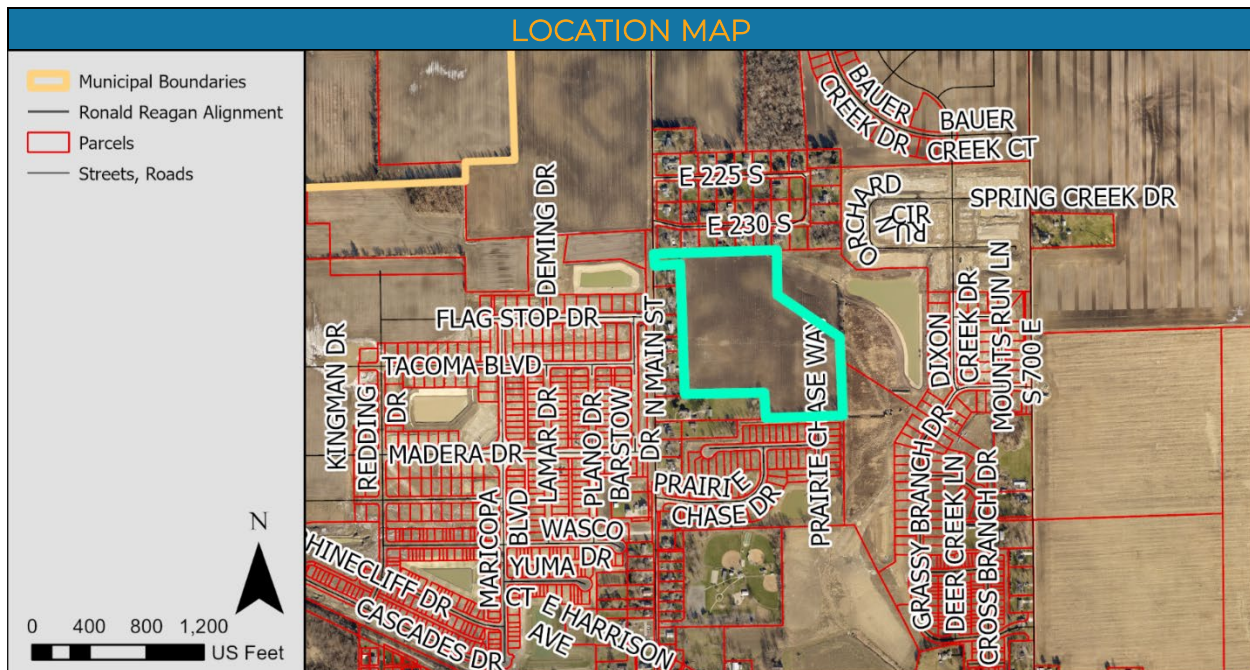 LOCATION MAP
Municipal Boundaries
Ronald Reagan Alignment
Parcels
Streets, Roads
N
0 400 800 1,200
US Feet
BAUER
CREEK DR
BAUER
CREEK CT
E 225 S
E 230 S
ORCHARD
RUN
CIR
SPRING CREEK DR
DEMING DR
FLAG STOP DR
TACOMA BLVD
KINGMAN DR
REDDING
DR
MADERA DR
LAMAR DR
PLANO DR
BARSTOW
DR
N MAIN ST
PRAIRIE CHASE WAY
DIXON
CREEK DR
MOUNTS RUN LN
S 700 E
PRAIRIE
CHASE DR
MARICOPA
BLVD
WASCO
DR
YUMA
CT
E HARRISON
AVE
HINECLIFF DR
CASCADES DR
GRASSY BRANCH DR
DEER CREEK LN
CROSS BRANCH DR